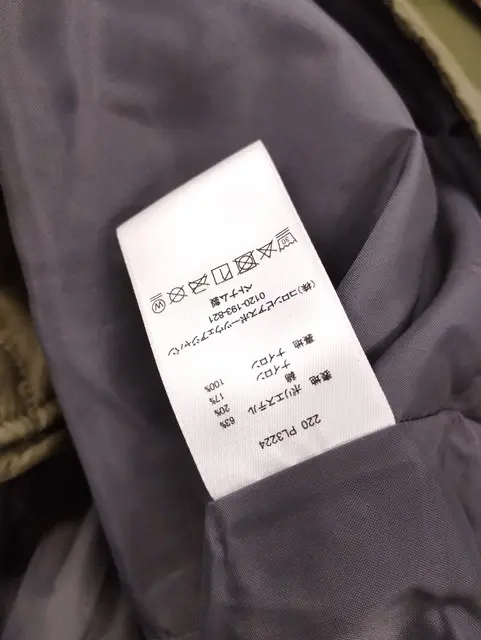 220 PL3224
表地 ポリエステル 63%
綿 20%
ナイロン 17%
裏地 ナイロン 100%
(株)コロンビアスポーツウェアジャパン
0120-193-821
ベトナム製
30
W